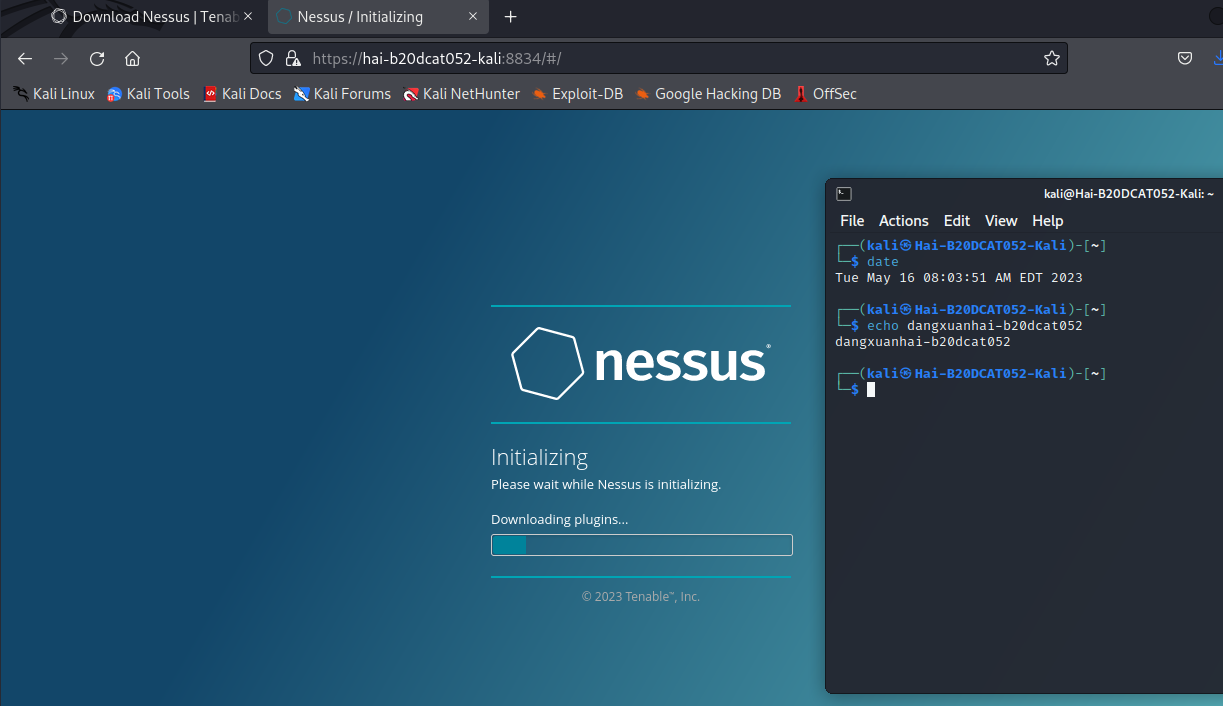 Download Nessus | Tenab
Nessus / Initializing
https://hai-b20dcat052-kali:8834/#/
Kali Linux Kali Tools Kali Docs Kali Forums Kali NetHunter Exploit-DB Google Hacking DB OffSec
nessus®
Initializing
Please wait while Nessus is initializing.
Downloading plugins...
© 2023 Tenable™, Inc.
kali@Hai-B20DCAT052-Kali: ~
File Actions Edit View Help
┌──(kali㉿Hai-B20DCAT052-Kali)-[~]
└─$ date
Tue May 16 08:03:51 AM EDT 2023
┌──(kali㉿Hai-B20DCAT052-Kali)-[~]
└─$ echo dangxuanhai-b20dcat052
dangxuanhai-b20dcat052
┌──(kali㉿Hai-B20DCAT052-Kali)-[~]
└─$